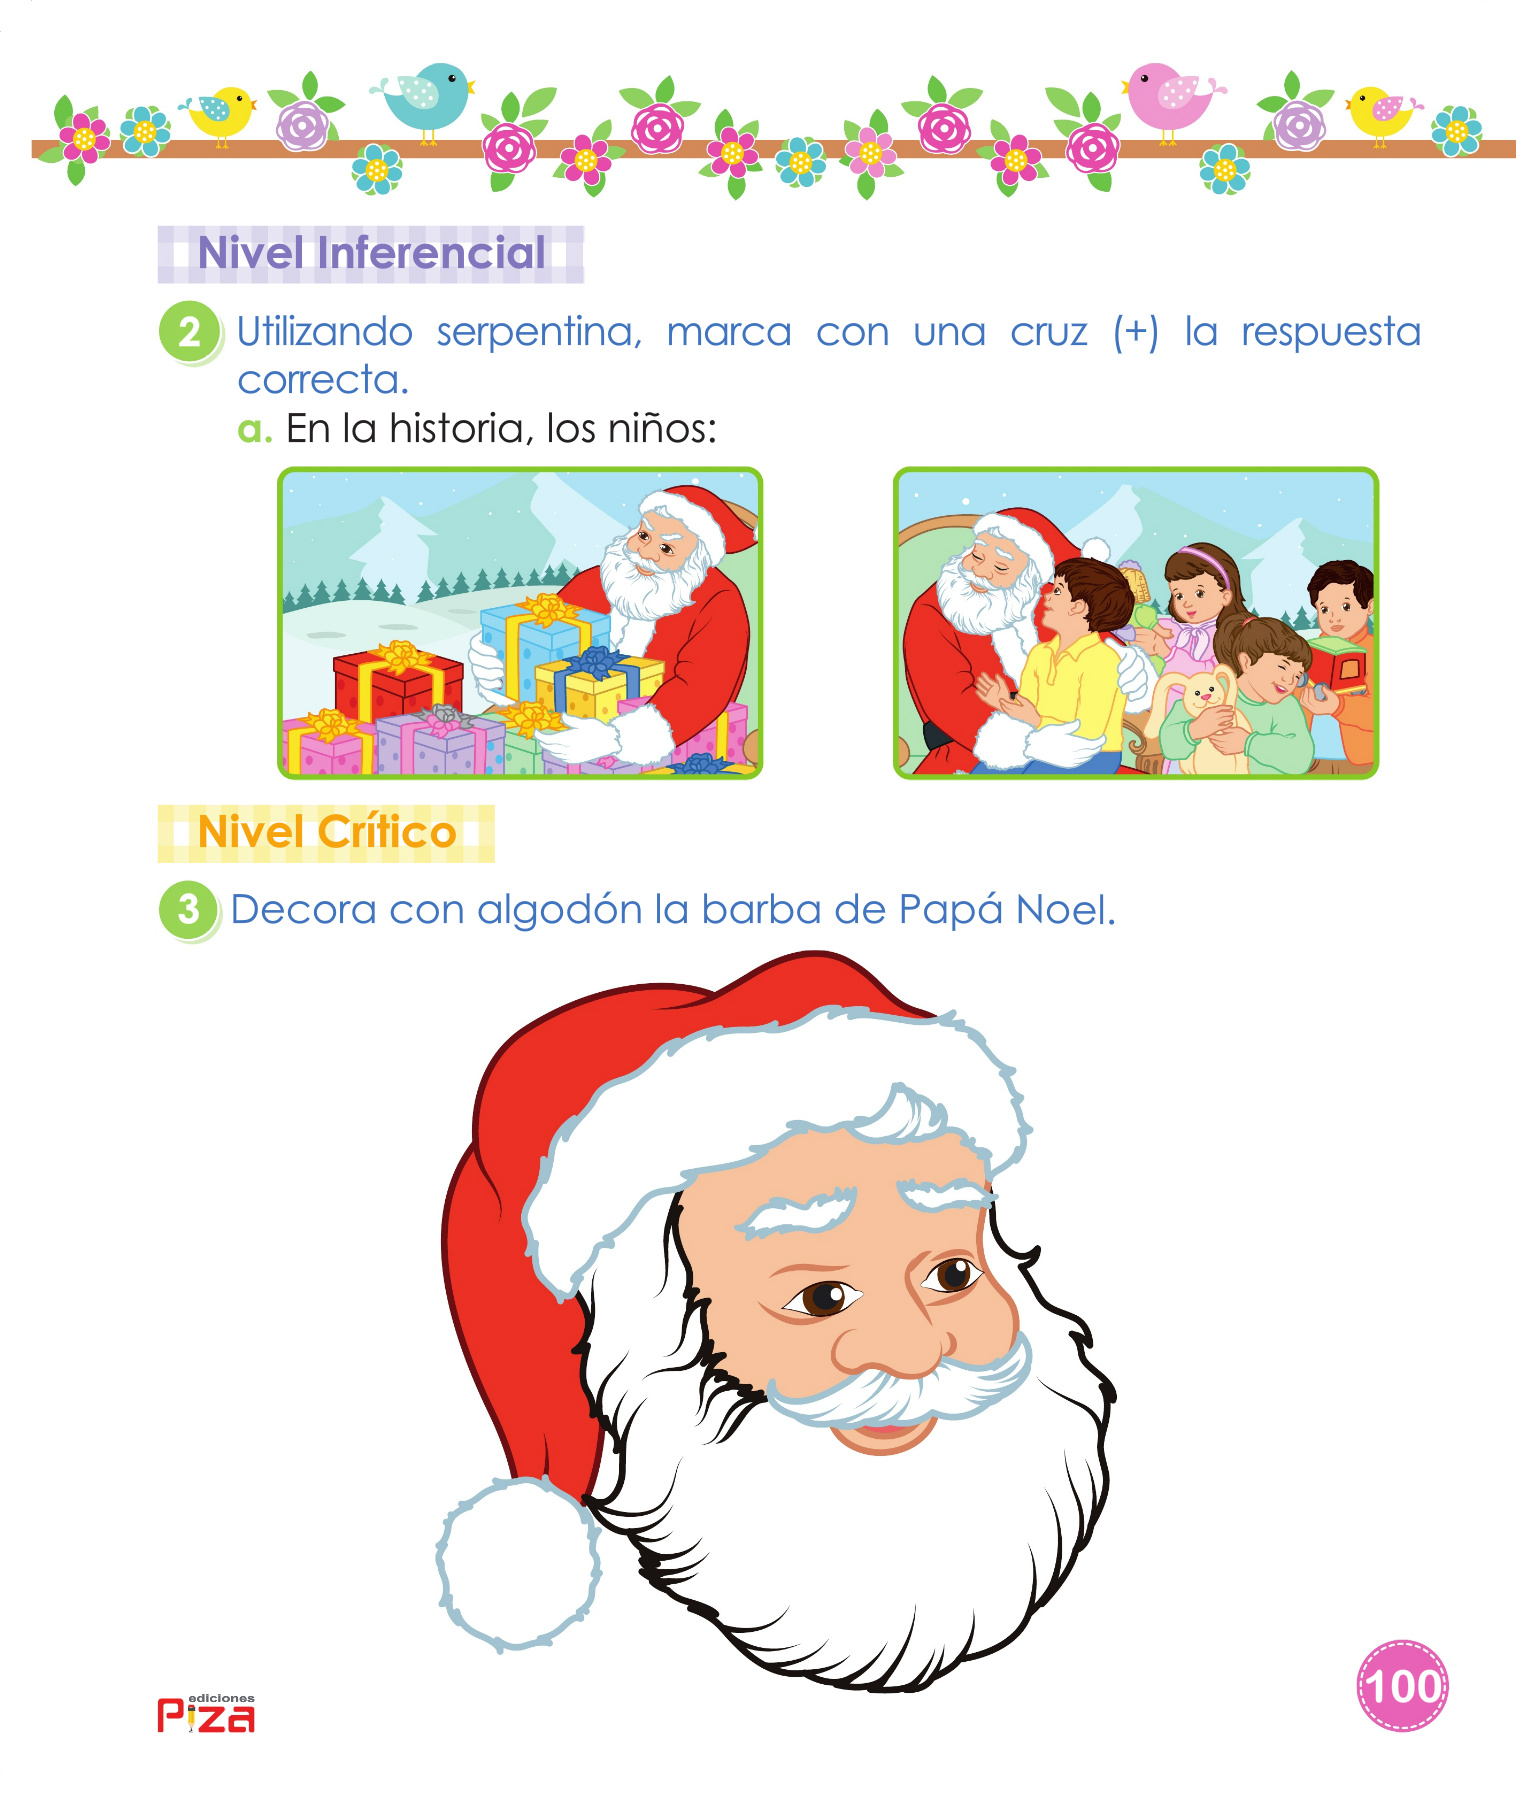 Nivel Inferencial
2 Utilizando serpentina, marca con una cruz (+) la respuesta
correcta.
a. En la historia, los niños:
Nivel Crítico
3 Decora con algodón la barba de Papá Noel.
ediciones
Piza
100